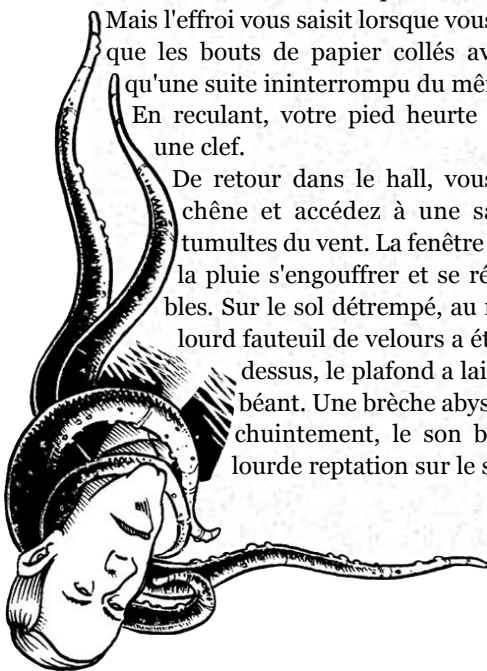 Mais l'effroi vous saisit lorsque vous
que les bouts de papier collés av
qu'une suite ininterrompu du mê
En reculant, votre pied heurte
une clef.
De retour dans le hall, vous
chêne et accédez à une sa
tumultes du vent. La fenêtre
la pluie s'engouffrer et se ré
bles. Sur le sol détrempé, au
lourd fauteuil de velours a ét
dessus, le plafond a lai
béant. Une brèche abys
chuintement, le son b
lourde reptation sur le s